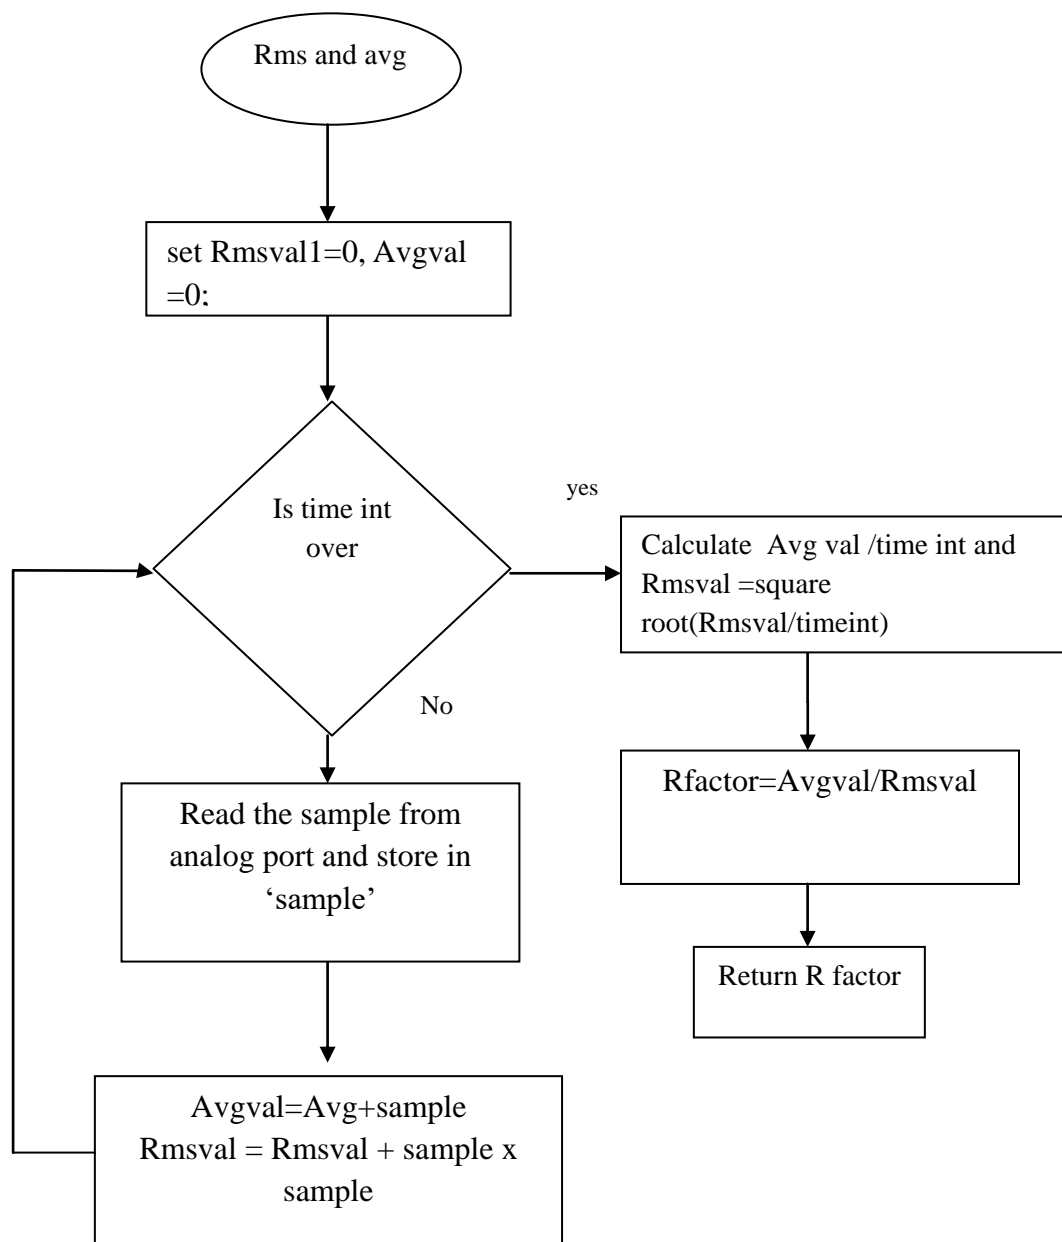 Rms and avg
set Rmsval1=0, Avgval
=0;
Is time int
over
yes
Calculate  Avg val /time int and
Rmsval =square
root(Rmsval/timeint)
No
Rfactor=Avgval/Rmsval
Read the sample from
analog port and store in
‘sample’
Return R factor
Avgval=Avg+sample
Rmsval = Rmsval + sample x
sample